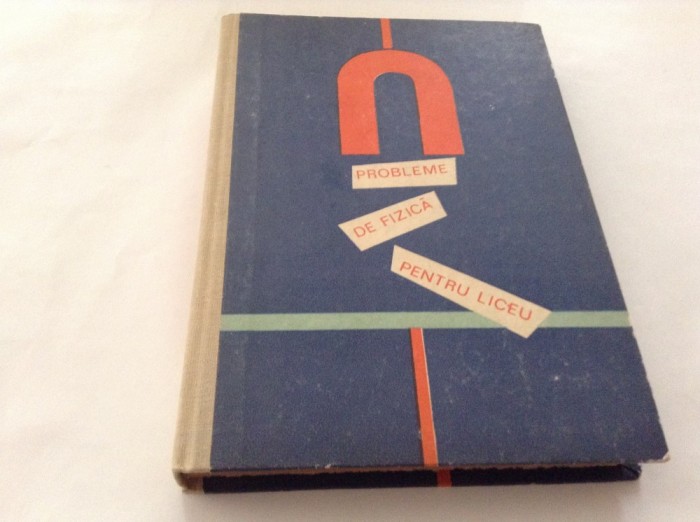 PROBLEME
DE FIZICĂ
PENTRU LICEU